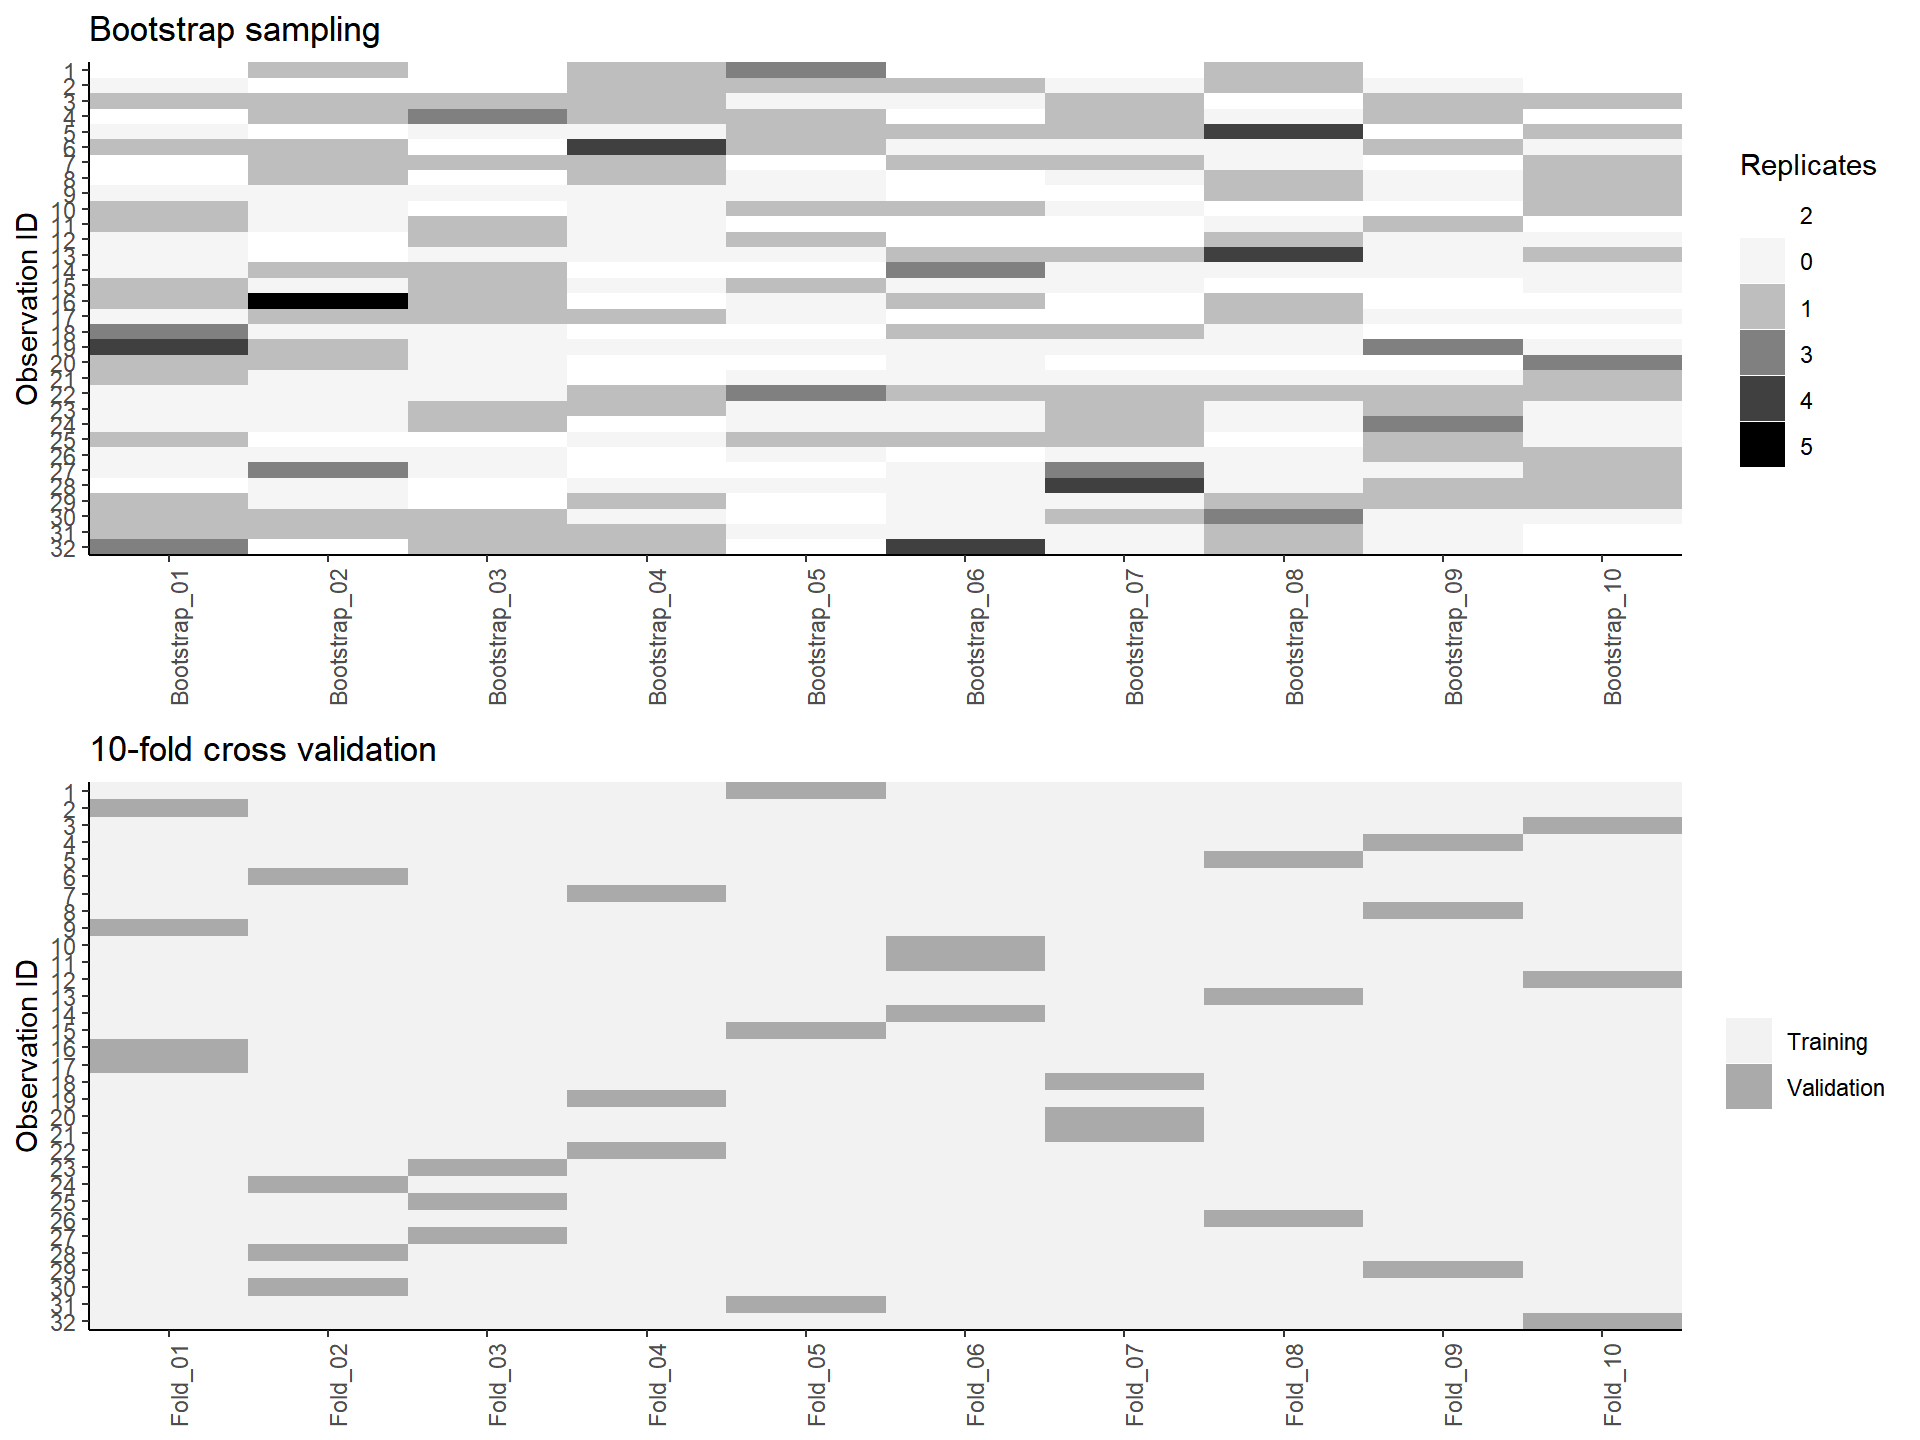 Bootstrap sampling
Observation ID
1
2
3
4
5
6
7
8
9
10
11
12
13
14
15
16
17
18
19
20
21
22
23
24
25
26
27
28
29
30
31
32
Bootstrap_01
Bootstrap_02
Bootstrap_03
Bootstrap_04
Bootstrap_05
Bootstrap_06
Bootstrap_07
Bootstrap_08
Bootstrap_09
Bootstrap_10
Replicates
2
0
1
3
4
5
10-fold cross validation
Observation ID
1
2
3
4
5
6
7
8
9
10
11
12
13
14
15
16
17
18
19
20
21
22
23
24
25
26
27
28
29
30
31
32
Fold_01
Fold_02
Fold_03
Fold_04
Fold_05
Fold_06
Fold_07
Fold_08
Fold_09
Fold_10
Training
Validation